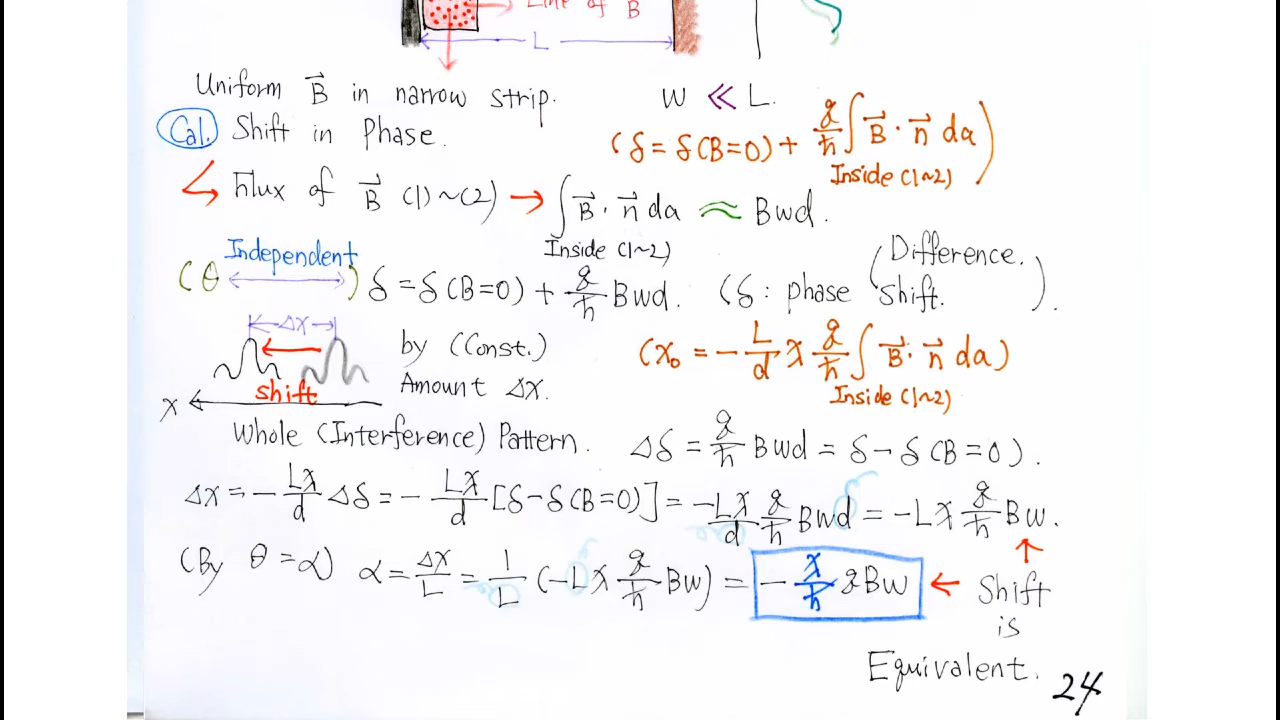 Line of B
L
Uniform B⃗ in narrow strip. W ≪ L.
Cal. Shift in Phase. (δ = δ(B=0) + q/ħ ∫ B⃗ · n⃗ da)
Inside (1~2)
Flux of B⃗ (1)~(2) → ∫ B⃗ · n⃗ da ≈ Bwd.
Inside (1~2)
Independent
(θ ↔) δ = δ(B=0) + q/ħ Bwd. (δ : phase (Difference. Shift.)).
Δx
by (Const.) (x₀ = - L/d ƛ q/ħ ∫ B⃗ · n⃗ da)
Inside (1~2)
shift Amount Δx.
x
Whole (Interference) Pattern. Δδ = q/ħ Bwd = δ - δ(B=0).
Δx = - Lƛ/d Δδ = - Lƛ/d [δ - δ(B=0)] = - Lƛ/d q/ħ Bwd = - Lƛ q/ħ Bw.
(By θ = α) α = Δx/L = 1/L (-Lƛ q/ħ Bw) = - ƛ/ħ qBw ← Shift
is
Equivalent.
24